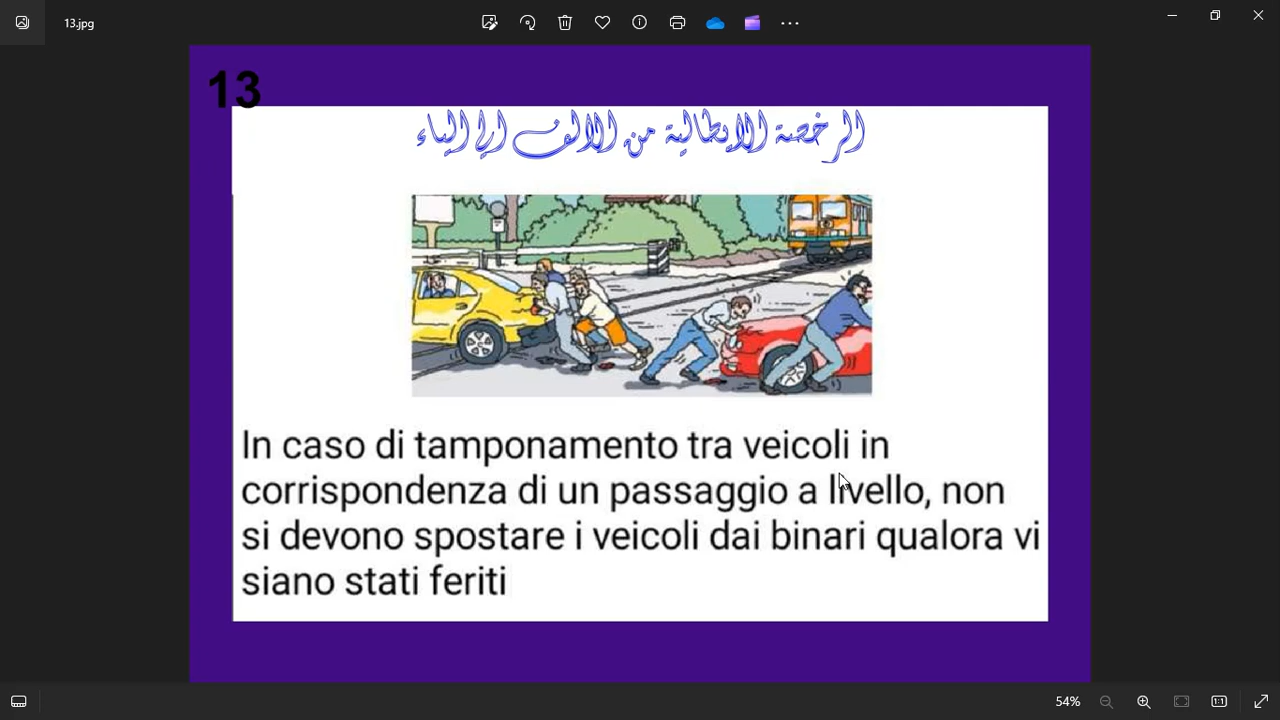 13.jpg
13
الرخصة الايطالية من الالف الي الياء
In caso di tamponamento tra veicoli in
corrispondenza di un passaggio a livello, non
si devono spostare i veicoli dai binari qualora vi
siano stati feriti
54%